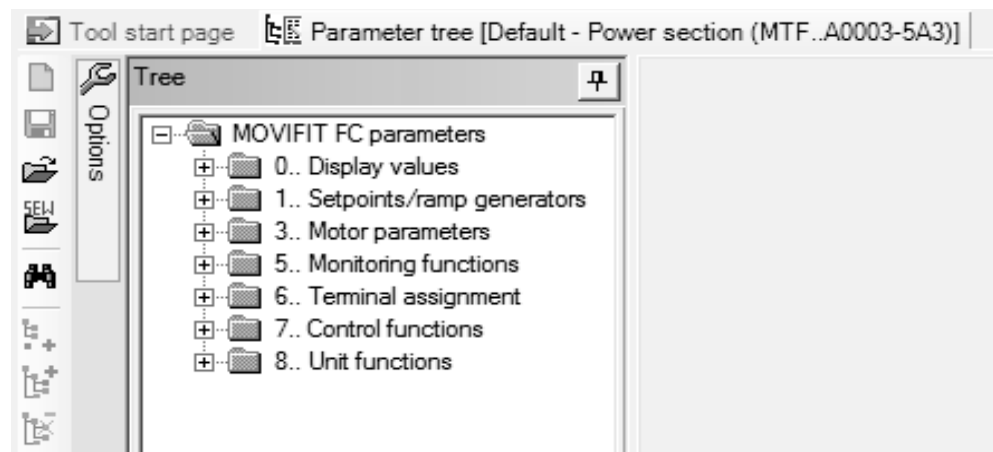 Tool start page
Parameter tree [Default - Power section (MTF..A0003-5A3)]
Options
Tree
MOVIFIT FC parameters
0.. Display values
1.. Setpoints/ramp generators
3.. Motor parameters
5.. Monitoring functions
6.. Terminal assignment
7.. Control functions
8.. Unit functions
SEW